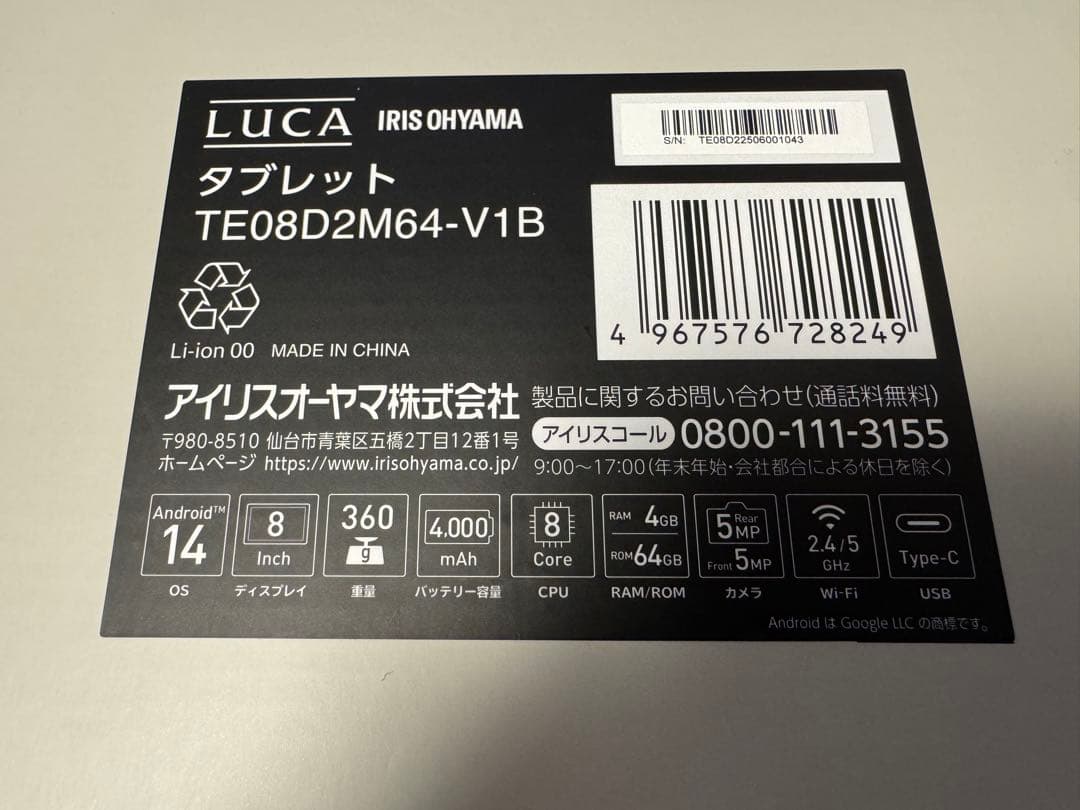 LUCA IRIS OHYAMA
タブレット
TE08D2M64-V1B
S/N: TE08D22506001043
4 967576 728249
Li-ion 00 MADE IN CHINA
アイリスオーヤマ株式会社
〒980-8510 仙台市青葉区五橋2丁目12番1号
ホームページ https://www.irisohyama.co.jp/
製品に関するお問い合わせ(通話料無料)
アイリスコール 0800-111-3155
9:00〜17:00(年末年始・会社都合による休日を除く)
Android™ 14 OS
8 Inch ディスプレイ
360 g 重量
4,000 mAh バッテリー容量
8 Core CPU
RAM 4GB ROM 64GB RAM/ROM
5MP Rear Front 5MP カメラ
2.4/5 GHz Wi-Fi
Type-C USB
Android は Google LLC の商標です。